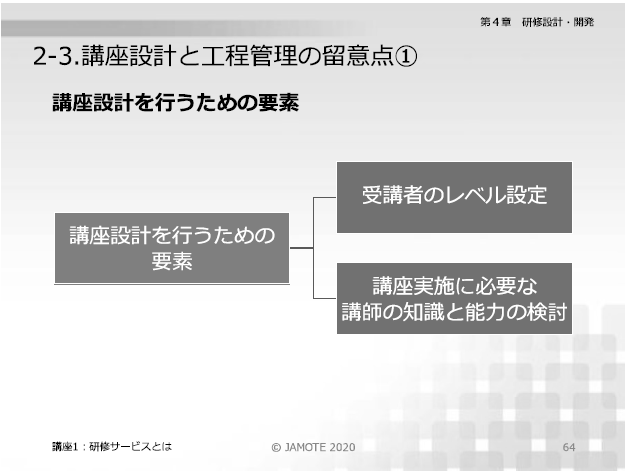 第４章　研修設計・開発
2-3.講座設計と工程管理の留意点①
講座設計を行うための要素
受講者のレベル設定
講座設計を行うための
要素
講座実施に必要な
講師の知識と能力の検討
講座1：研修サービスとは
© JAMOTE 2020
64